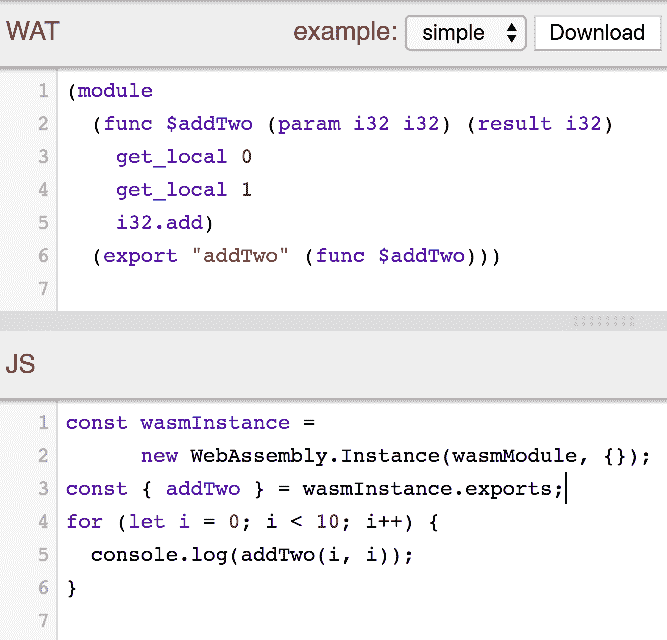 WAT example: simple Download
1 (module
2   (func $addTwo (param i32 i32) (result i32)
3     get_local 0
4     get_local 1
5     i32.add)
6   (export "addTwo" (func $addTwo)))
7
JS
1 const wasmInstance =
2       new WebAssembly.Instance(wasmModule, {});
3 const { addTwo } = wasmInstance.exports;
4 for (let i = 0; i < 10; i++) {
5   console.log(addTwo(i, i));
6 }
7